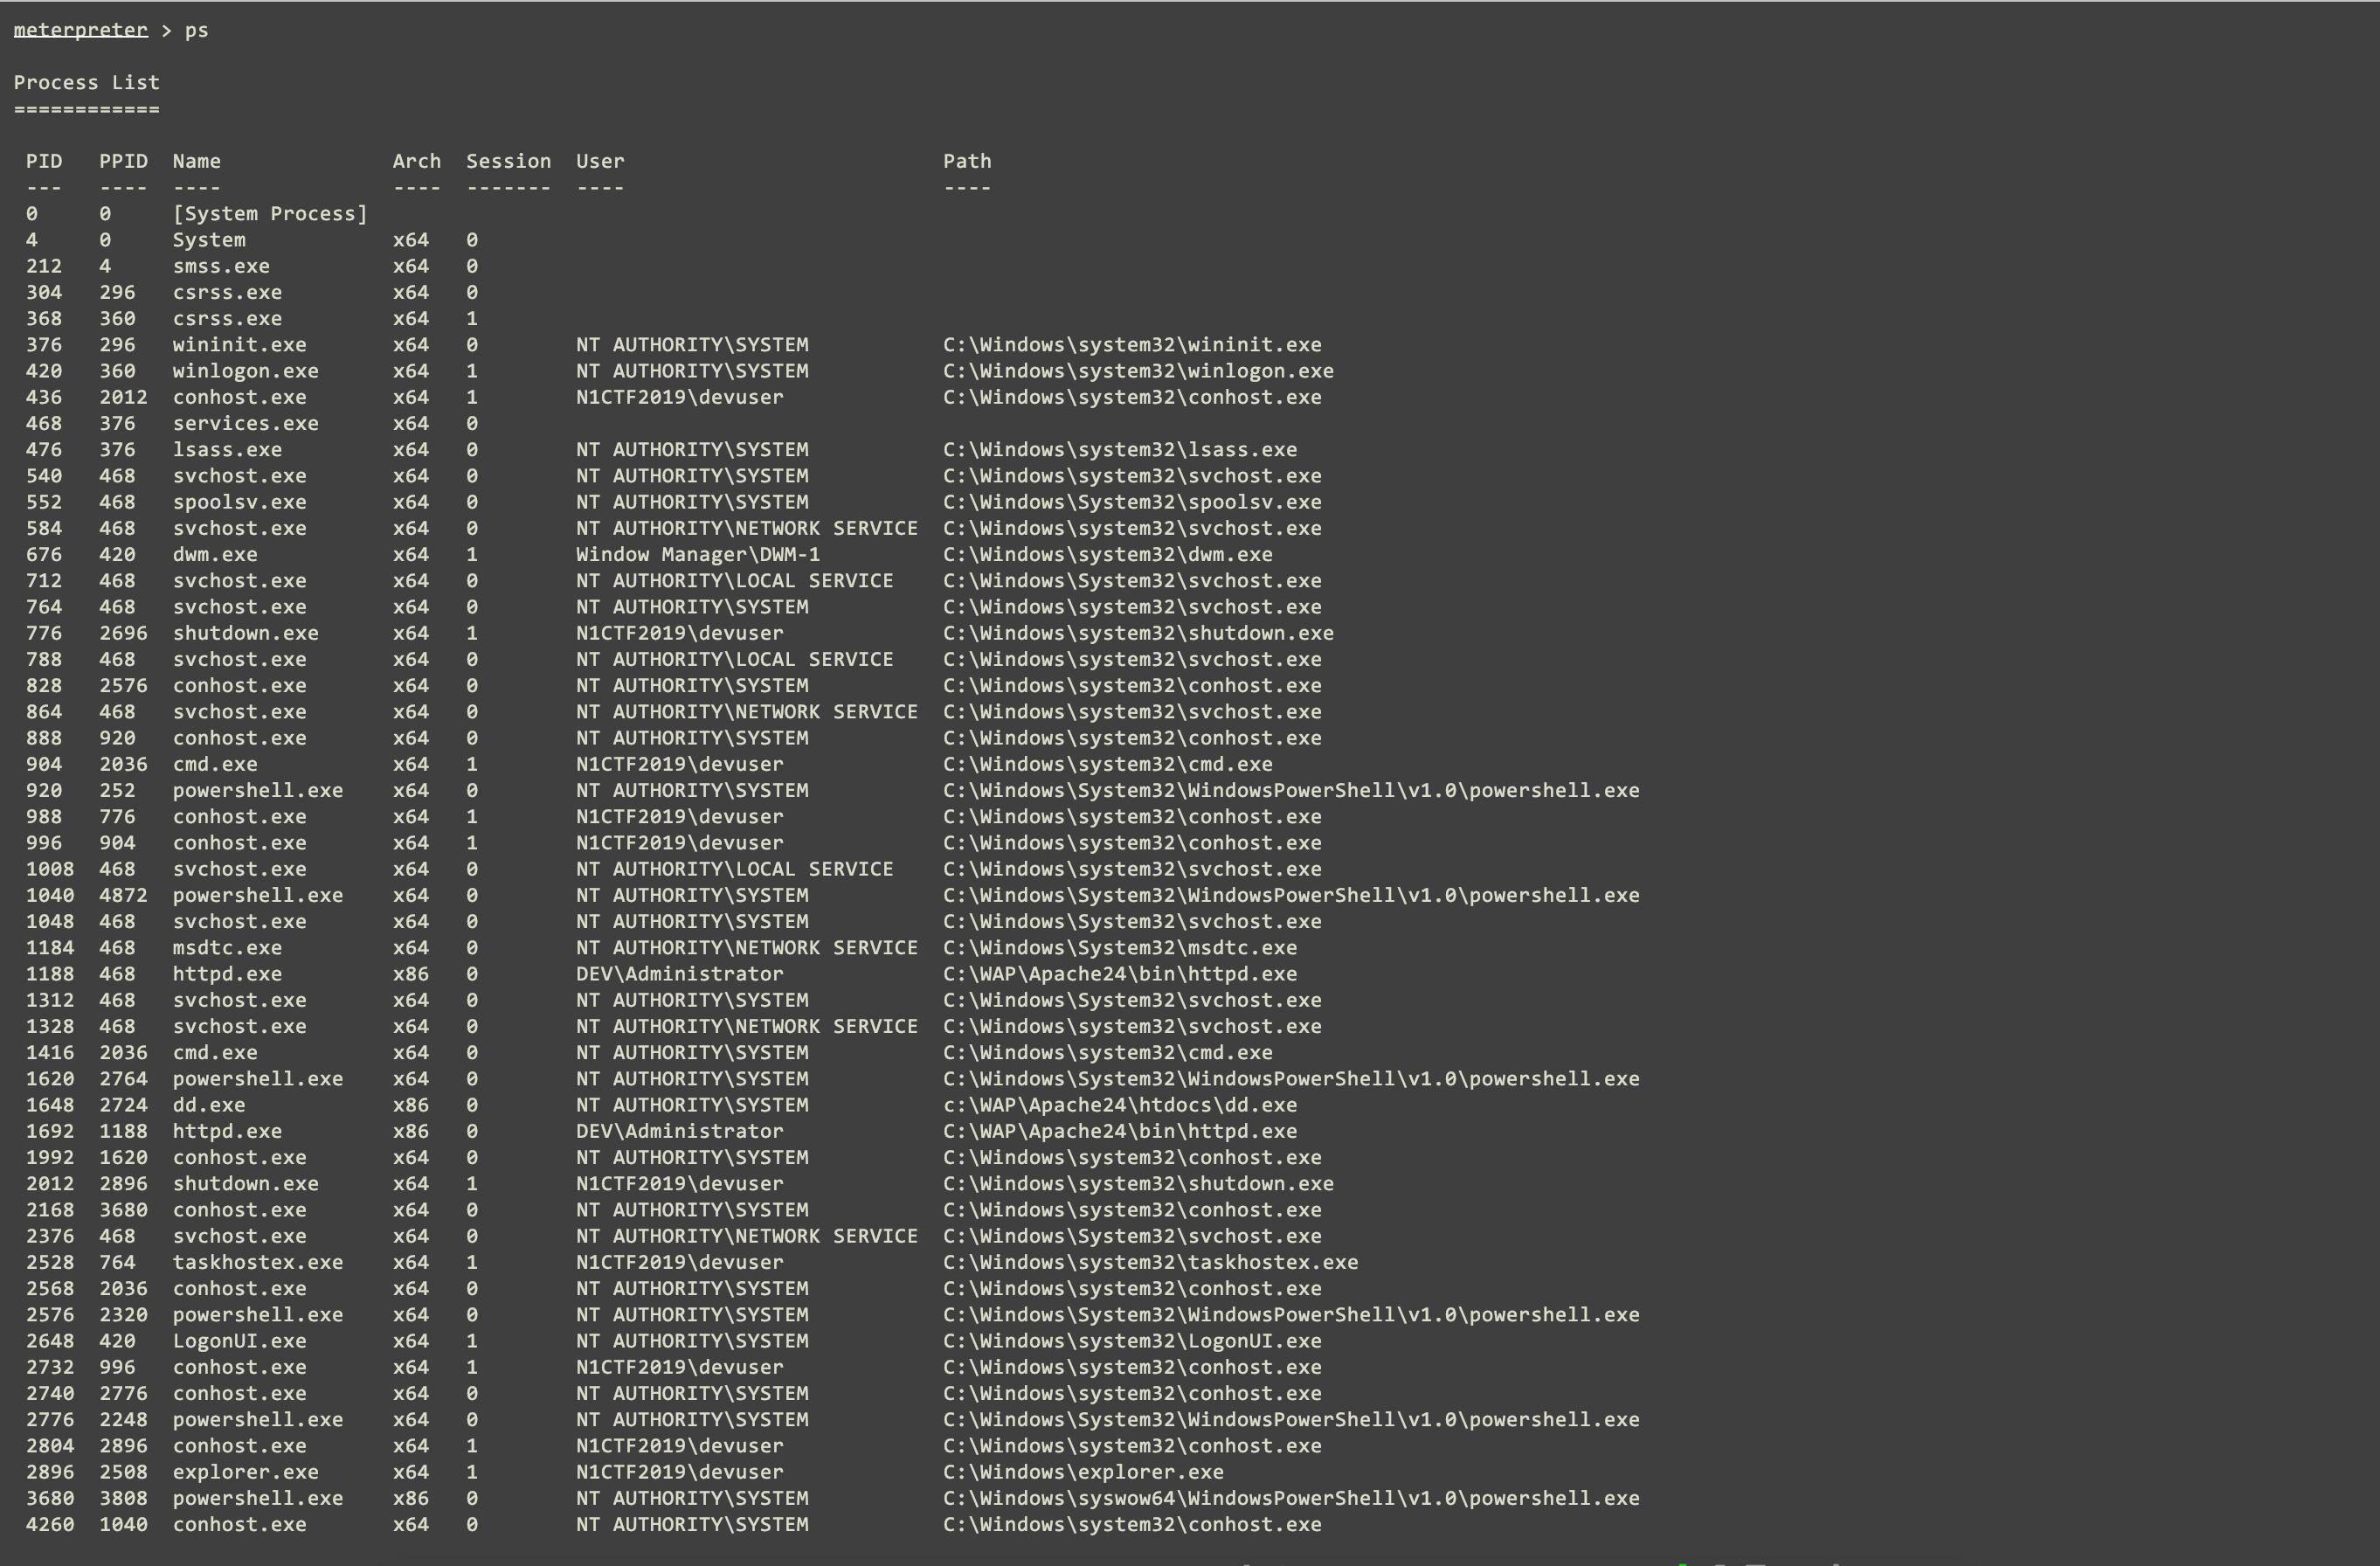 meterpreter > ps
Process List
============
PID PPID Name Arch Session User Path
--- ---- ---- ---- ------- ---- ----
0 0 [System Process]
4 0 System x64 0
212 4 smss.exe x64 0
304 296 csrss.exe x64 0
368 360 csrss.exe x64 1
376 296 wininit.exe x64 0 NT AUTHORITY\SYSTEM C:\Windows\system32\wininit.exe
420 360 winlogon.exe x64 1 NT AUTHORITY\SYSTEM C:\Windows\system32\winlogon.exe
436 2012 conhost.exe x64 1 N1CTF2019\devuser C:\Windows\system32\conhost.exe
468 376 services.exe x64 0
476 376 lsass.exe x64 0 NT AUTHORITY\SYSTEM C:\Windows\system32\lsass.exe
540 468 svchost.exe x64 0 NT AUTHORITY\SYSTEM C:\Windows\system32\svchost.exe
552 468 spoolsv.exe x64 0 NT AUTHORITY\SYSTEM C:\Windows\System32\spoolsv.exe
584 468 svchost.exe x64 0 NT AUTHORITY\NETWORK SERVICE C:\Windows\system32\svchost.exe
676 420 dwm.exe x64 1 Window Manager\DWM-1 C:\Windows\system32\dwm.exe
712 468 svchost.exe x64 0 NT AUTHORITY\LOCAL SERVICE C:\Windows\System32\svchost.exe
764 468 svchost.exe x64 0 NT AUTHORITY\SYSTEM C:\Windows\system32\svchost.exe
776 2696 shutdown.exe x64 1 N1CTF2019\devuser C:\Windows\system32\shutdown.exe
788 468 svchost.exe x64 0 NT AUTHORITY\LOCAL SERVICE C:\Windows\system32\svchost.exe
828 2576 conhost.exe x64 0 NT AUTHORITY\SYSTEM C:\Windows\system32\conhost.exe
864 468 svchost.exe x64 0 NT AUTHORITY\NETWORK SERVICE C:\Windows\system32\svchost.exe
888 920 conhost.exe x64 0 NT AUTHORITY\SYSTEM C:\Windows\system32\conhost.exe
904 2036 cmd.exe x64 1 N1CTF2019\devuser C:\Windows\system32\cmd.exe
920 252 powershell.exe x64 0 NT AUTHORITY\SYSTEM C:\Windows\System32\WindowsPowerShell\v1.0\powershell.exe
988 776 conhost.exe x64 1 N1CTF2019\devuser C:\Windows\system32\conhost.exe
996 904 conhost.exe x64 1 N1CTF2019\devuser C:\Windows\system32\conhost.exe
1008 468 svchost.exe x64 0 NT AUTHORITY\LOCAL SERVICE C:\Windows\system32\svchost.exe
1040 4872 powershell.exe x64 0 NT AUTHORITY\SYSTEM C:\Windows\System32\WindowsPowerShell\v1.0\powershell.exe
1048 468 svchost.exe x64 0 NT AUTHORITY\SYSTEM C:\Windows\System32\svchost.exe
1184 468 msdtc.exe x64 0 NT AUTHORITY\NETWORK SERVICE C:\Windows\System32\msdtc.exe
1188 468 httpd.exe x86 0 DEV\Administrator C:\WAP\Apache24\bin\httpd.exe
1312 468 svchost.exe x64 0 NT AUTHORITY\SYSTEM C:\Windows\System32\svchost.exe
1328 468 svchost.exe x64 0 NT AUTHORITY\NETWORK SERVICE C:\Windows\system32\svchost.exe
1416 2036 cmd.exe x64 0 NT AUTHORITY\SYSTEM C:\Windows\system32\cmd.exe
1620 2764 powershell.exe x64 0 NT AUTHORITY\SYSTEM C:\Windows\System32\WindowsPowerShell\v1.0\powershell.exe
1648 2724 dd.exe x86 0 NT AUTHORITY\SYSTEM c:\WAP\Apache24\htdocs\dd.exe
1692 1188 httpd.exe x86 0 DEV\Administrator C:\WAP\Apache24\bin\httpd.exe
1992 1620 conhost.exe x64 0 NT AUTHORITY\SYSTEM C:\Windows\system32\conhost.exe
2012 2896 shutdown.exe x64 1 N1CTF2019\devuser C:\Windows\system32\shutdown.exe
2168 3680 conhost.exe x64 0 NT AUTHORITY\SYSTEM C:\Windows\system32\conhost.exe
2376 468 svchost.exe x64 0 NT AUTHORITY\NETWORK SERVICE C:\Windows\System32\svchost.exe
2528 764 taskhostex.exe x64 1 N1CTF2019\devuser C:\Windows\system32\taskhostex.exe
2568 2036 conhost.exe x64 0 NT AUTHORITY\SYSTEM C:\Windows\system32\conhost.exe
2576 2320 powershell.exe x64 0 NT AUTHORITY\SYSTEM C:\Windows\System32\WindowsPowerShell\v1.0\powershell.exe
2648 420 LogonUI.exe x64 1 NT AUTHORITY\SYSTEM C:\Windows\system32\LogonUI.exe
2732 996 conhost.exe x64 1 N1CTF2019\devuser C:\Windows\system32\conhost.exe
2740 2776 conhost.exe x64 0 NT AUTHORITY\SYSTEM C:\Windows\system32\conhost.exe
2776 2248 powershell.exe x64 0 NT AUTHORITY\SYSTEM C:\Windows\System32\WindowsPowerShell\v1.0\powershell.exe
2804 2896 conhost.exe x64 1 N1CTF2019\devuser C:\Windows\system32\conhost.exe
2896 2508 explorer.exe x64 1 N1CTF2019\devuser C:\Windows\explorer.exe
3680 3808 powershell.exe x86 0 NT AUTHORITY\SYSTEM C:\Windows\syswow64\WindowsPowerShell\v1.0\powershell.exe
4260 1040 conhost.exe x64 0 NT AUTHORITY\SYSTEM C:\Windows\system32\conhost.exe